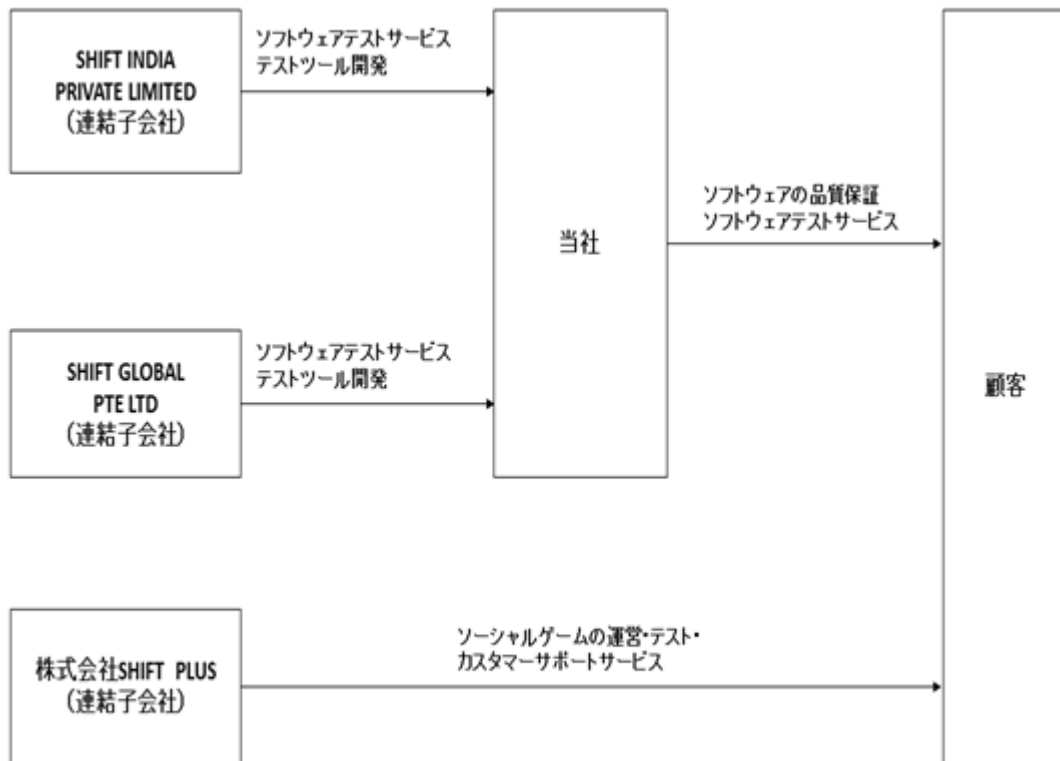 SHIFT INDIA
PRIVATE LIMITED
（連結子会社）
ソフトウェアテストサービス
テストツール開発
当社
ソフトウェアの品質保証
ソフトウェアテストサービス
SHIFT GLOBAL
PTE LTD
（連結子会社）
ソフトウェアテストサービス
テストツール開発
顧客
株式会社SHIFT PLUS
（連結子会社）
ソーシャルゲームの運営・テスト・
カスタマーサポートサービス